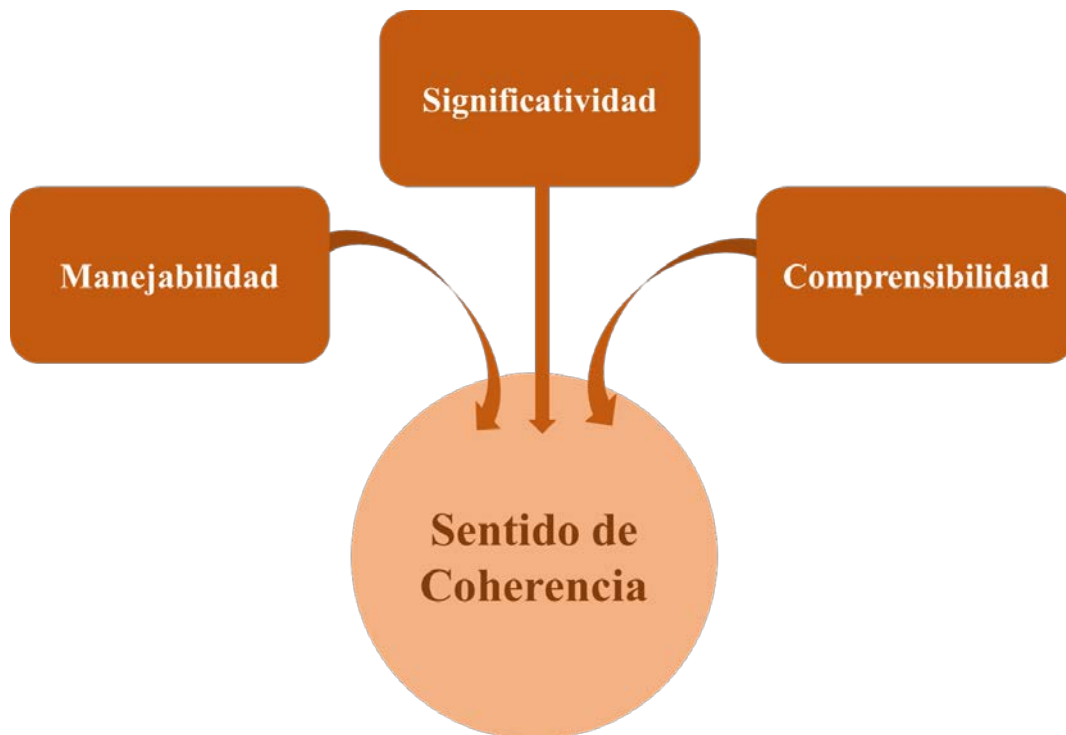 Significatividad
Manejabilidad
Comprensibilidad
Sentido de
Coherencia